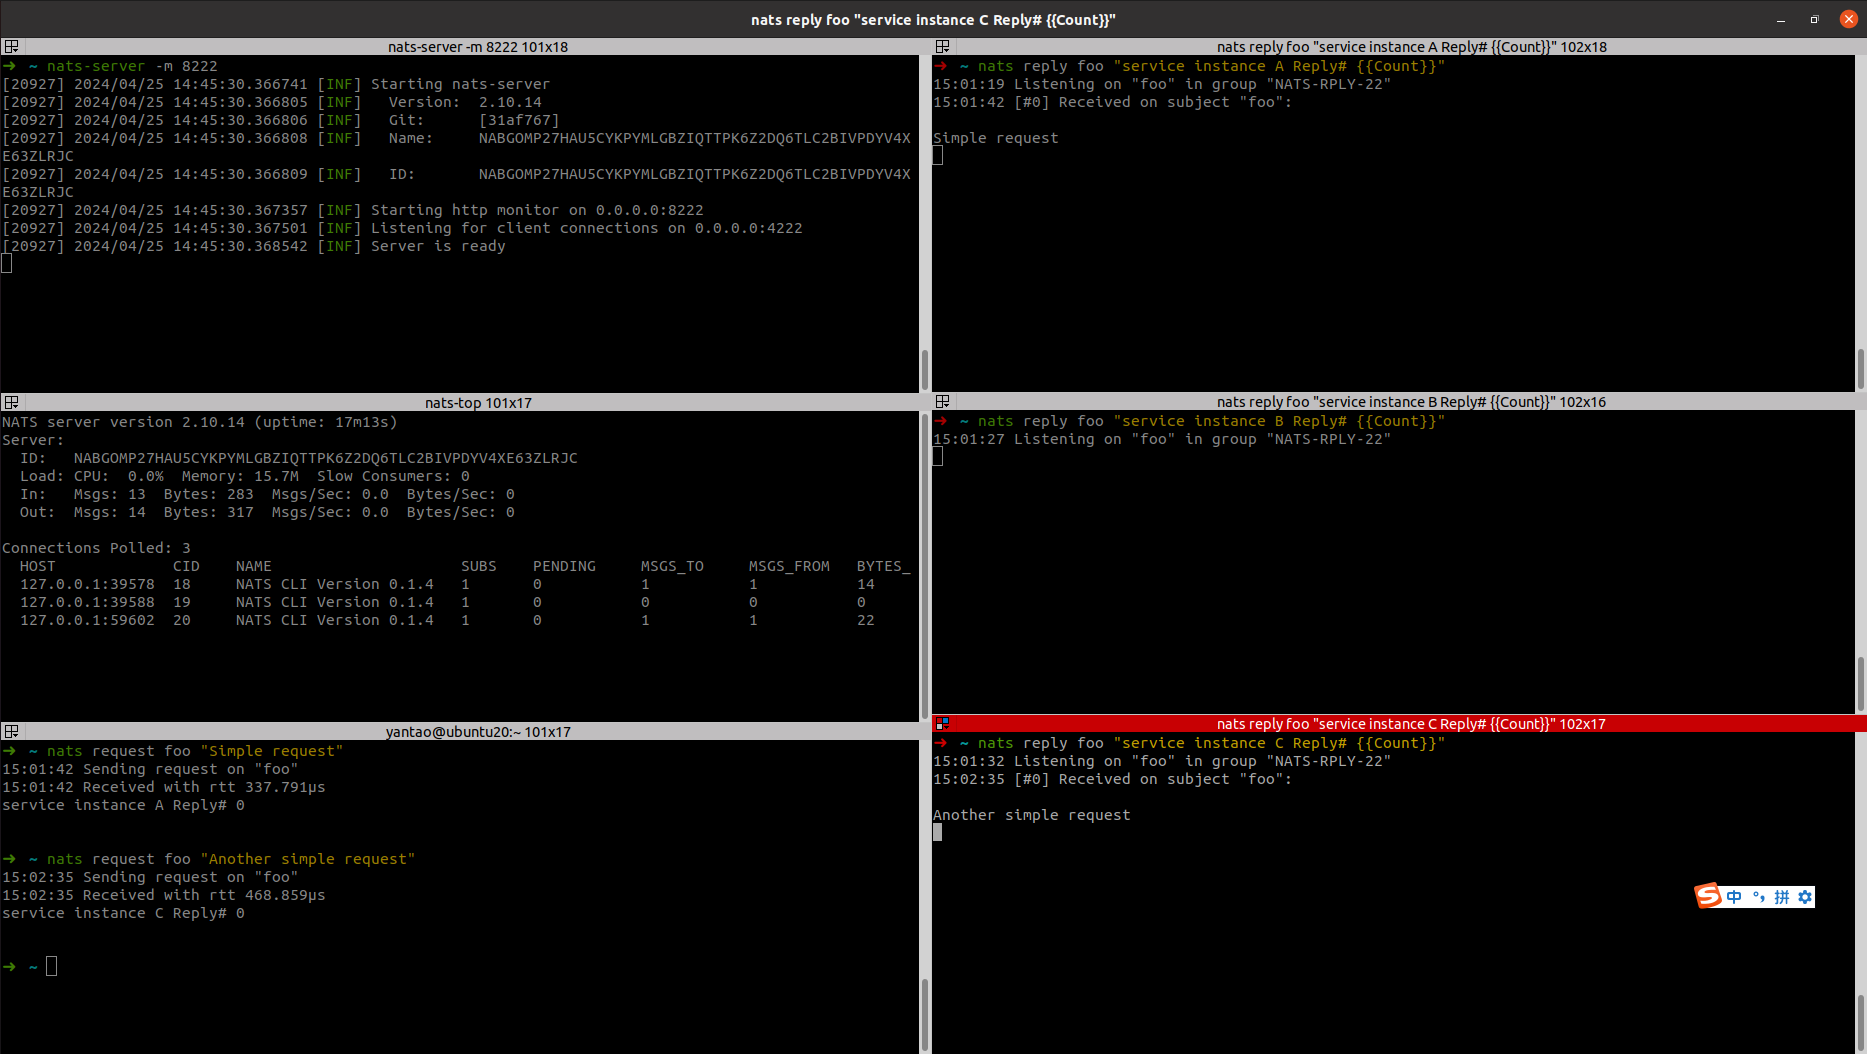 nats reply foo "service instance C Reply# {{Count}}"
nats-server -m 8222 101x18
➜ ~ nats-server -m 8222
[20927] 2024/04/25 14:45:30.366741 [INF] Starting nats-server
[20927] 2024/04/25 14:45:30.366805 [INF]   Version:  2.10.14
[20927] 2024/04/25 14:45:30.366806 [INF]   Git:      [31af767]
[20927] 2024/04/25 14:45:30.366808 [INF]   Name:     NABGOMP27HAU5CYKPYMLGBZIQTTPK6Z2DQ6TLC2BIVPDYV4X
E63ZLRJC
[20927] 2024/04/25 14:45:30.366809 [INF]   ID:       NABGOMP27HAU5CYKPYMLGBZIQTTPK6Z2DQ6TLC2BIVPDYV4X
E63ZLRJC
[20927] 2024/04/25 14:45:30.367357 [INF] Starting http monitor on 0.0.0.0:8222
[20927] 2024/04/25 14:45:30.367501 [INF] Listening for client connections on 0.0.0.0:4222
[20927] 2024/04/25 14:45:30.368542 [INF] Server is ready
nats-top 101x17
NATS server version 2.10.14 (uptime: 17m13s)
Server:
  ID:   NABGOMP27HAU5CYKPYMLGBZIQTTPK6Z2DQ6TLC2BIVPDYV4XE63ZLRJC
  Load: CPU:  0.0%  Memory: 15.7M  Slow Consumers: 0
  In:   Msgs: 13  Bytes: 283  Msgs/Sec: 0.0  Bytes/Sec: 0
  Out:  Msgs: 14  Bytes: 317  Msgs/Sec: 0.0  Bytes/Sec: 0
Connections Polled: 3
  HOST             CID    NAME                     SUBS    PENDING     MSGS_TO     MSGS_FROM   BYTES_
  127.0.0.1:39578  18     NATS CLI Version 0.1.4   1       0           1           1           14
  127.0.0.1:39588  19     NATS CLI Version 0.1.4   1       0           0           0           0
  127.0.0.1:59602  20     NATS CLI Version 0.1.4   1       0           1           1           22
yantao@ubuntu20:~ 101x17
➜ ~ nats request foo "Simple request"
15:01:42 Sending request on "foo"
15:01:42 Received with rtt 337.791µs
service instance A Reply# 0
➜ ~ nats request foo "Another simple request"
15:02:35 Sending request on "foo"
15:02:35 Received with rtt 468.859µs
service instance C Reply# 0
➜ ~
nats reply foo "service instance A Reply# {{Count}}" 102x18
➜ ~ nats reply foo "service instance A Reply# {{Count}}"
15:01:19 Listening on "foo" in group "NATS-RPLY-22"
15:01:42 [#0] Received on subject "foo":
Simple request
nats reply foo "service instance B Reply# {{Count}}" 102x16
➜ ~ nats reply foo "service instance B Reply# {{Count}}"
15:01:27 Listening on "foo" in group "NATS-RPLY-22"
nats reply foo "service instance C Reply# {{Count}}" 102x17
➜ ~ nats reply foo "service instance C Reply# {{Count}}"
15:01:32 Listening on "foo" in group "NATS-RPLY-22"
15:02:35 [#0] Received on subject "foo":
Another simple request
S 中 °, 拼